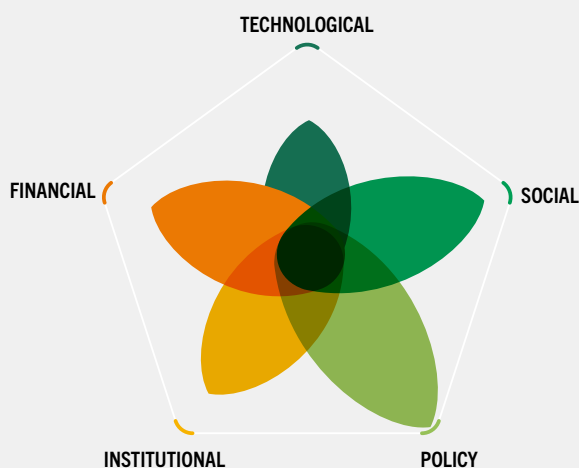 TECHNOLOGICAL
FINANCIAL
SOCIAL
INSTITUTIONAL
POLICY